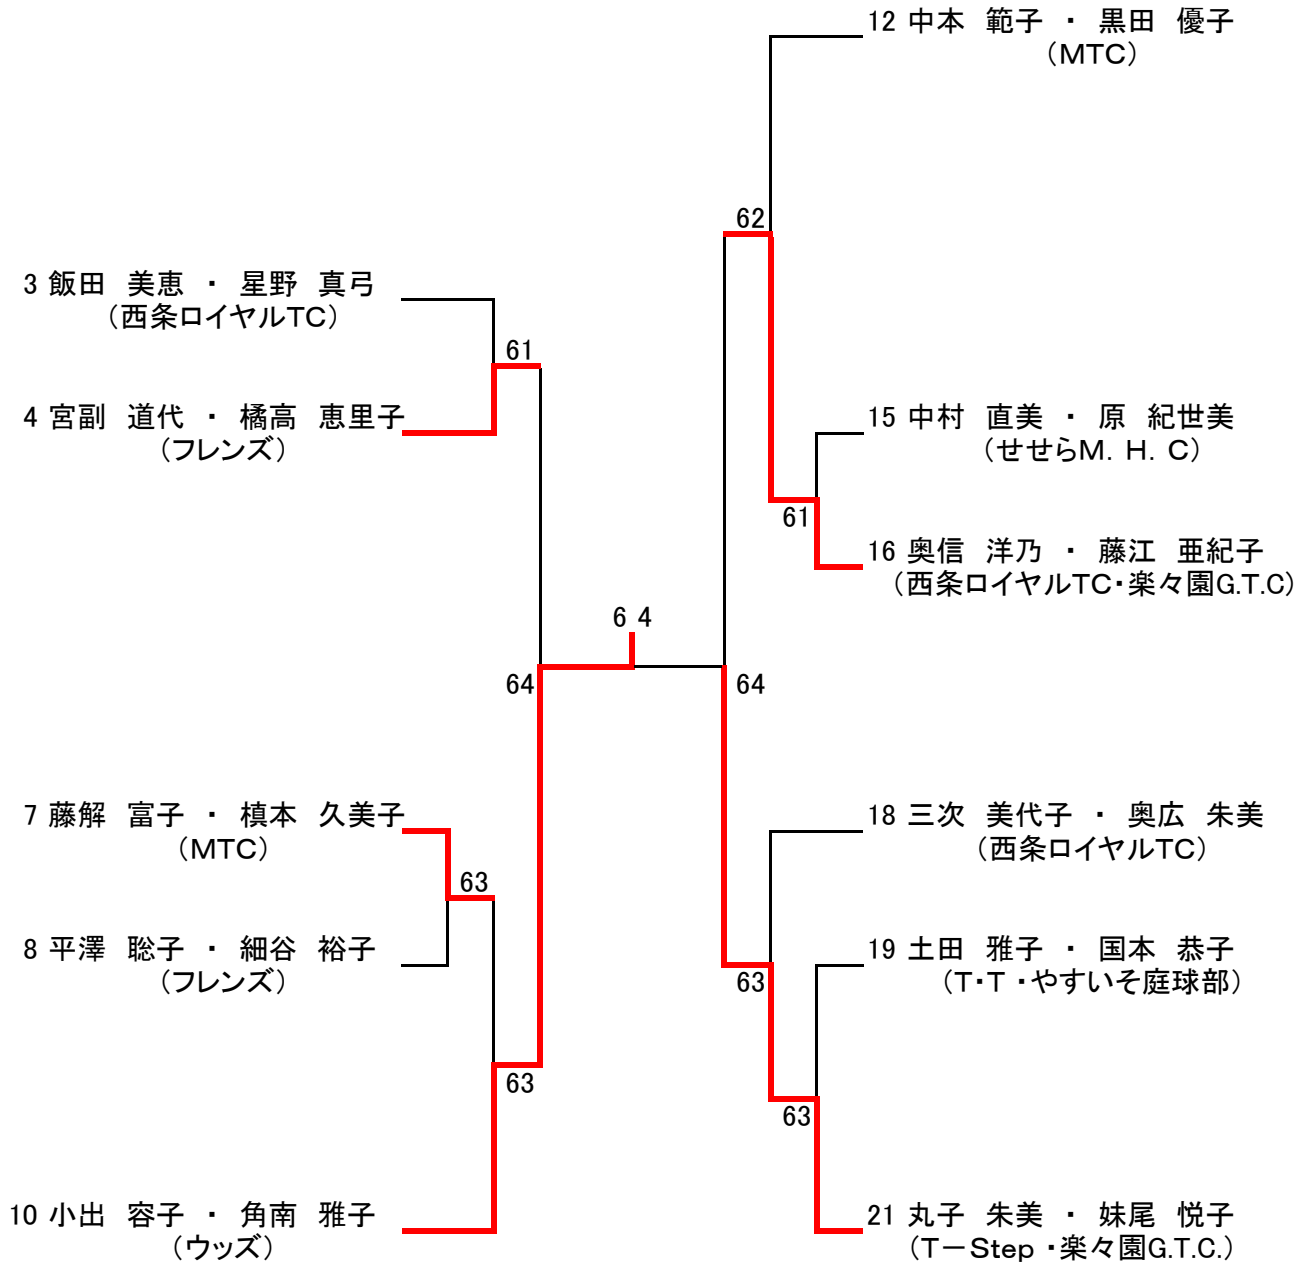 12 中本 範子 ・ 黒田 優子
（MTC）
62
3 飯田 美恵 ・ 星野 真弓
（西条ロイヤルTC）
61
4 宮副 道代 ・ 橘高 恵里子
（フレンズ）
15 中村 直美 ・ 原 紀世美
（せせらM. H. C）
61
16 奥信 洋乃 ・ 藤江 亜紀子
（西条ロイヤルTC・楽々園G.T.C）
6 4
64
64
7 藤解 富子 ・ 槙本 久美子
（MTC）
63
8 平澤 聡子 ・ 細谷 裕子
（フレンズ）
18 三次 美代子 ・ 奥広 朱美
（西条ロイヤルTC）
19 土田 雅子 ・ 国本 恭子
（T・T ・やすいそ庭球部）
63
63
63
10 小出 容子 ・ 角南 雅子
（ウッズ）
21 丸子 朱美 ・ 妹尾 悦子
（T－Step ・楽々園G.T.C.）